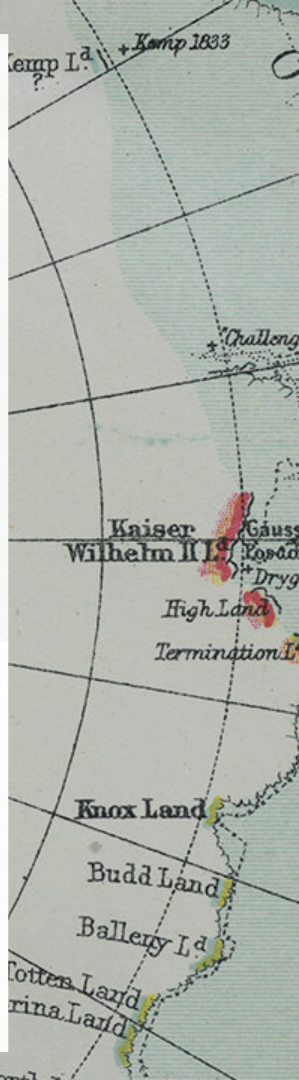 Kemp 1833
Kemp Ld.
?
Challeng
Kaiser
Wilhelm II Ld.
Gauss
Posad
Dryg
High Land
Termination Ld
Knox Land
Budd Land
Balleny Ld.
Totten Land
rina Land